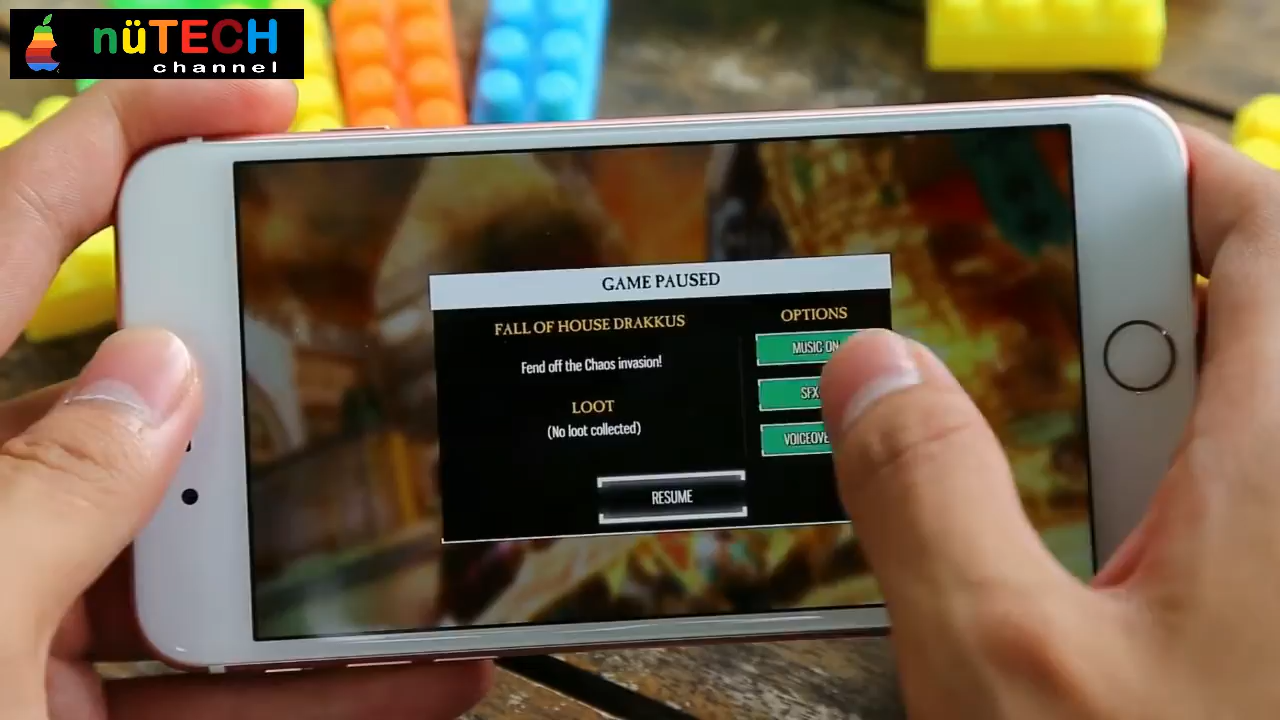 nüTECH
channel
GAME PAUSED
FALL OF HOUSE DRAKKUS
Fend off the Chaos invasion!
LOOT
(No loot collected)
OPTIONS
MUSIC ON
SFX
RESUME